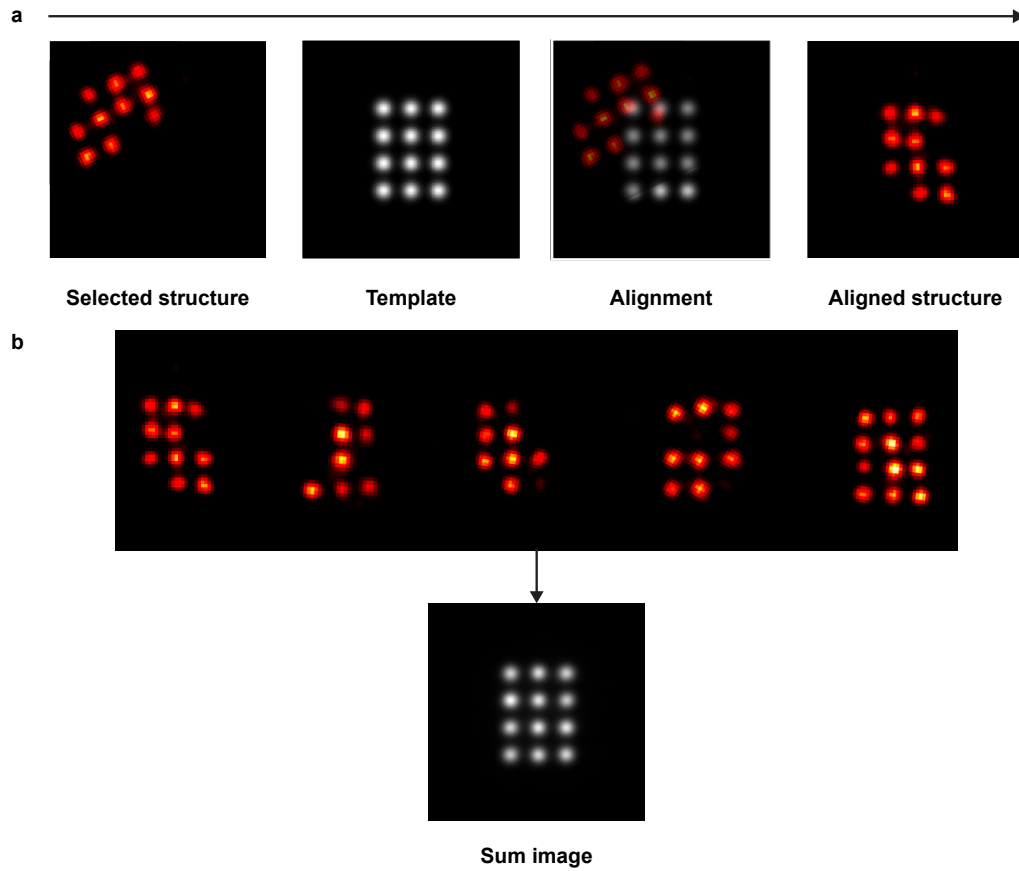 a
Selected structure Template Alignment Aligned structure
b
Sum image